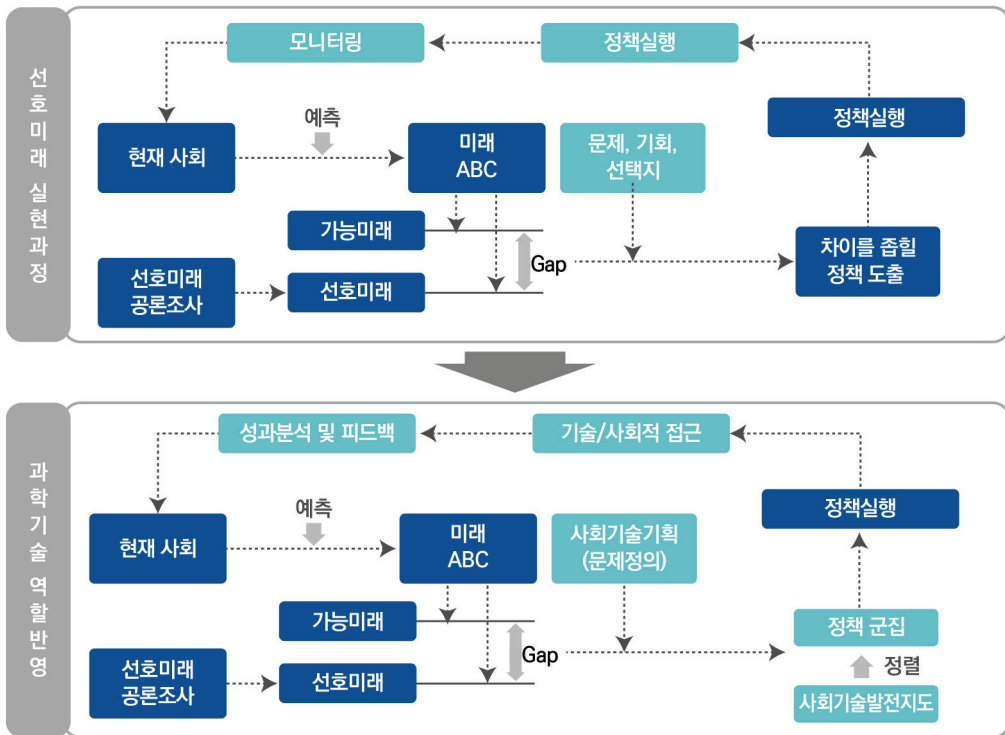 선호미래 실현과정
모니터링
정책실행
정책실행
현재 사회
예측
미래
ABC
문제, 기회,
선택지
가능미래
Gap
차이를 좁힐
정책 도출
선호미래
공론조사
선호미래
과학기술 역할반영
성과분석 및 피드백
기술/사회적 접근
정책실행
현재 사회
예측
미래
ABC
사회기술기획
(문제정의)
가능미래
정책 군집
Gap
정렬
선호미래
공론조사
선호미래
사회기술발전지도